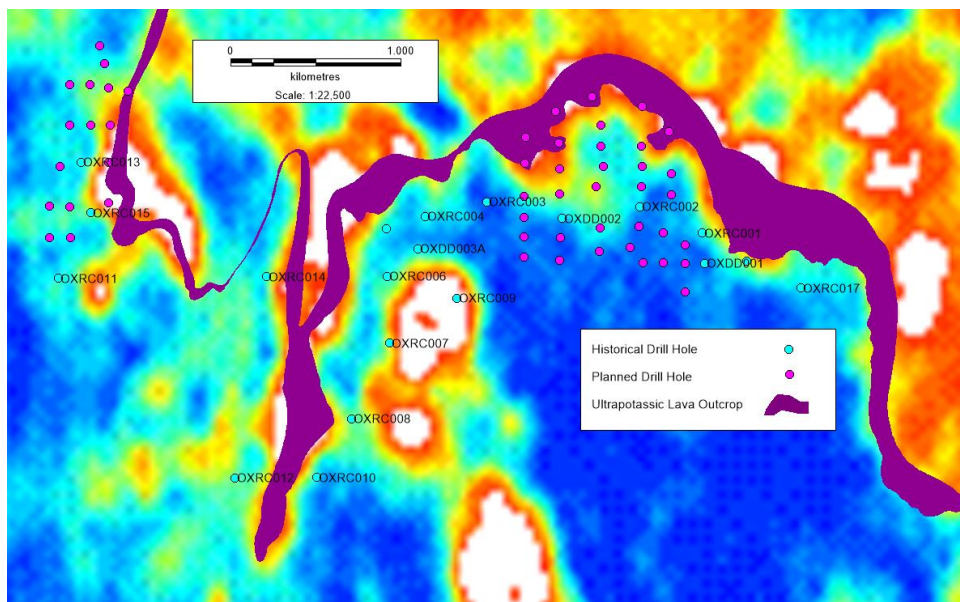 0 1.000
kilometres
Scale: 1:22,500
OXRC013
OXRC015
OXRC003
OXRC004
OXDD002
OXRC002
OXRC001
OXDD003A
OXDD001
OXRC011
OXRC014
OXRC006
OXRC017
OXRC009
OXRC007
Historical Drill Hole
Planned Drill Hole
Ultrapotassic Lava Outcrop
OXRC008
OXRC012
OXRC010